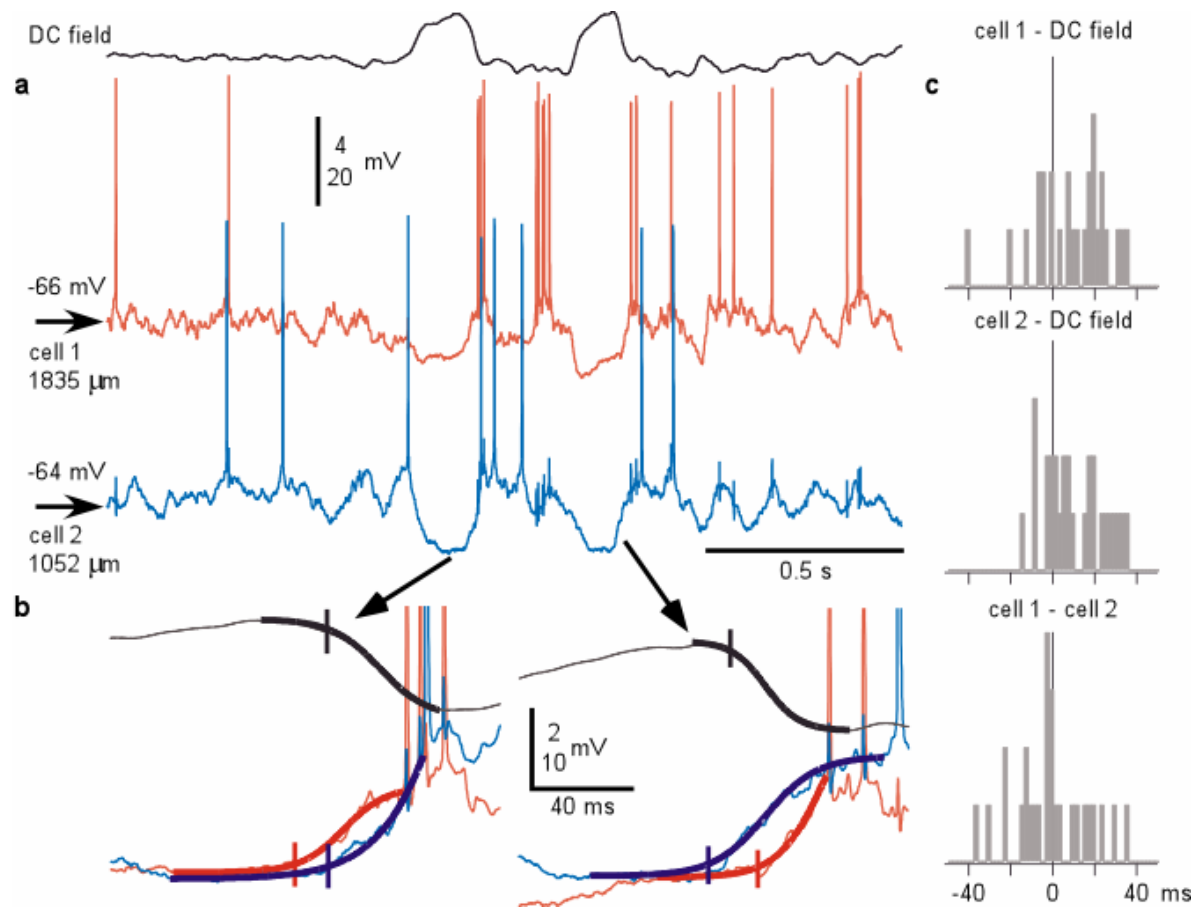 DC field
a
4
20
mV
-66 mV
cell 1
1835 µm
-64 mV
cell 2
1052 µm
0.5 s
b
2
10
mV
40 ms
c
cell 1 - DC field
cell 2 - DC field
cell 1 - cell 2
-40 0 40 ms